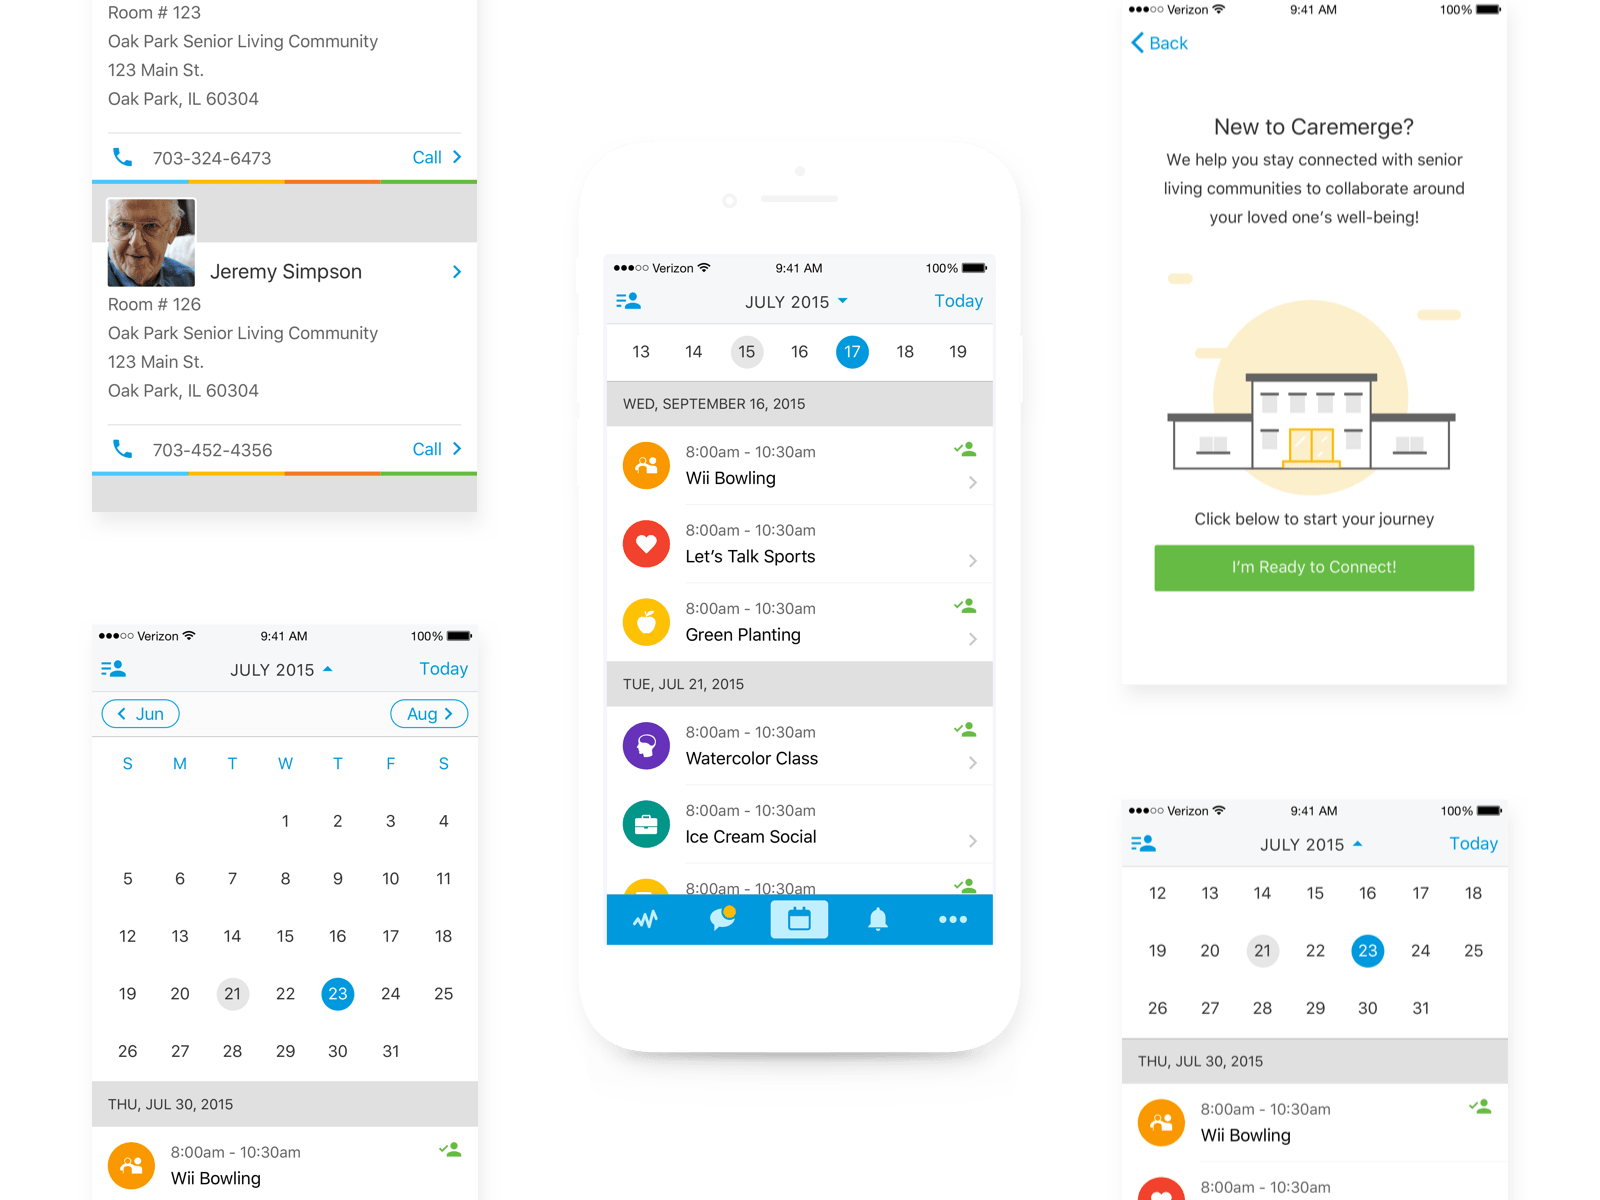 Room # 123
Oak Park Senior Living Community
123 Main St.
Oak Park, IL 60304
703-324-6473
Call
Jeremy Simpson
Room # 126
Oak Park Senior Living Community
123 Main St.
Oak Park, IL 60304
703-452-4356
Call
Verizon 9:41 AM 100%
JULY 2015 Today
Jun Aug
S M T W T F S
1 2 3 4
5 6 7 8 9 10 11
12 13 14 15 16 17 18
19 20 21 22 23 24 25
26 27 28 29 30 31
THU, JUL 30, 2015
8:00am - 10:30am
Wii Bowling
Verizon 9:41 AM 100%
JULY 2015 Today
13 14 15 16 17 18 19
WED, SEPTEMBER 16, 2015
8:00am - 10:30am
Wii Bowling
8:00am - 10:30am
Let's Talk Sports
8:00am - 10:30am
Green Planting
TUE, JUL 21, 2015
8:00am - 10:30am
Watercolor Class
8:00am - 10:30am
Ice Cream Social
8:00am - 10:30am
Verizon 9:41 AM 100%
Back
New to Caremerge?
We help you stay connected with senior
living communities to collaborate around
your loved one's well-being!
Click below to start your journey
I'm Ready to Connect!
Verizon 9:41 AM 100%
JULY 2015 Today
12 13 14 15 16 17 18
19 20 21 22 23 24 25
26 27 28 29 30 31
THU, JUL 30, 2015
8:00am - 10:30am
Wii Bowling
8:00am - 10:30am